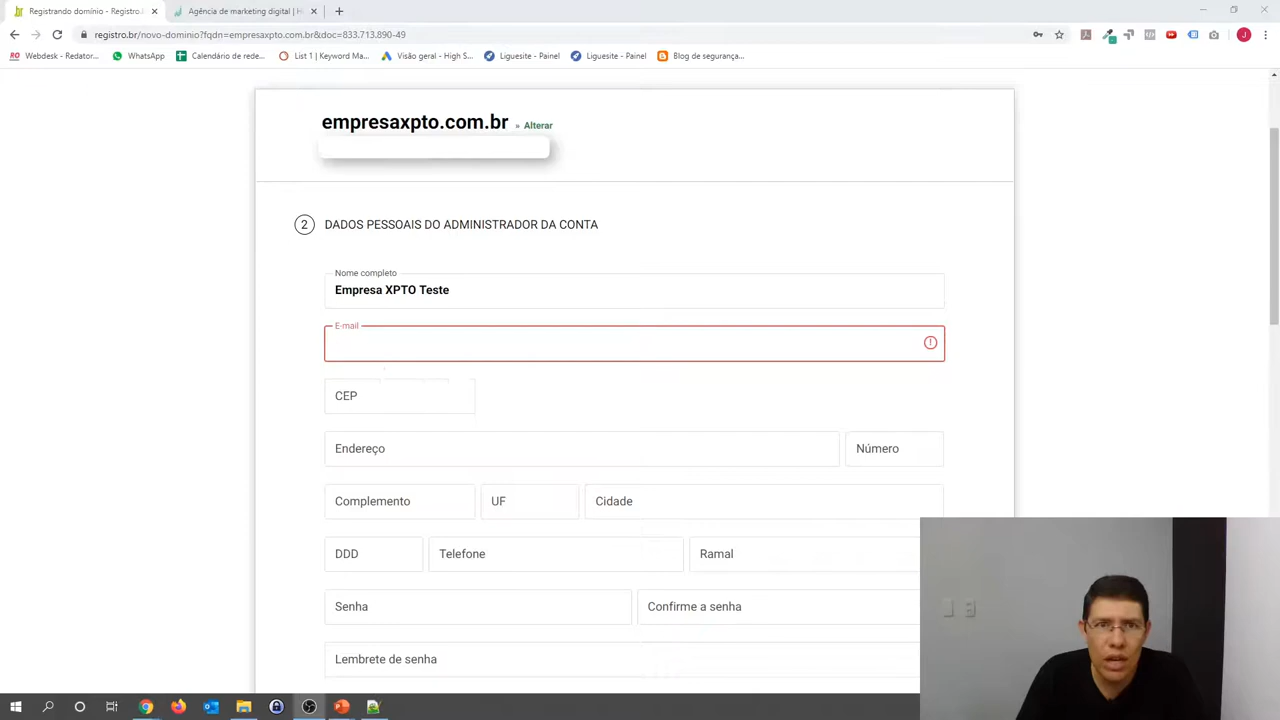 Registrando domínio - Registro.
Agência de marketing digital | H
registro.br/novo-dominio?fqdn=empresaxpto.com.br&doc=833.713.890-49
J
Webdesk - Redator...
WhatsApp
Calendário de rede...
List 1 | Keyword Ma...
Visão geral - High S...
Liguesite - Painel
Liguesite - Painel
Blog de segurança...
empresaxpto.com.br » Alterar
2 DADOS PESSOAIS DO ADMINISTRADOR DA CONTA
Nome completo
Empresa XPTO Teste
E-mail
CEP
Endereço
Número
Complemento
UF
Cidade
DDD
Telefone
Ramal
Senha
Confirme a senha
Lembrete de senha